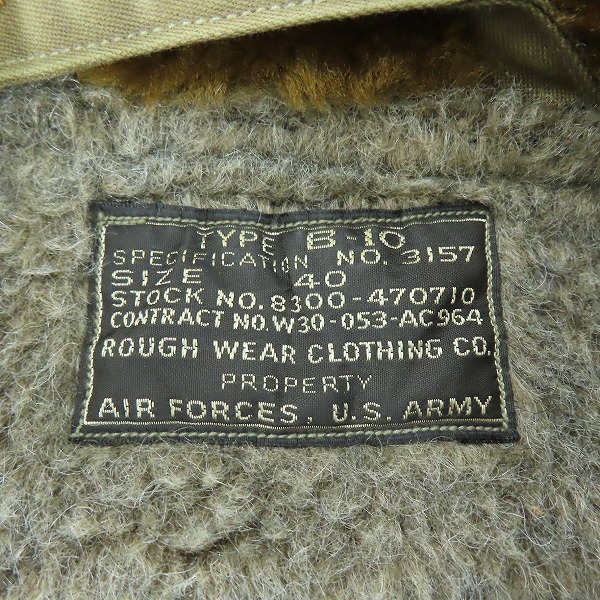 TYPE B-10
SPECIFICATION NO. 3157
SIZE 40
STOCK NO. 8300-470710
CONTRACT NO. W30-053-AC964
ROUGH WEAR CLOTHING CO.
PROPERTY
AIR FORCES, U.S. ARMY